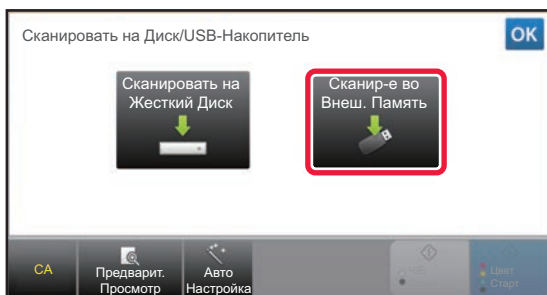 Сканировать на Диск/USB-Накопитель
OK
Сканировать на
Жесткий Диск
Сканир-е во
Внеш. Память
CA
Предварит.
Просмотр
Авто
Настройка
Цвет
Старт